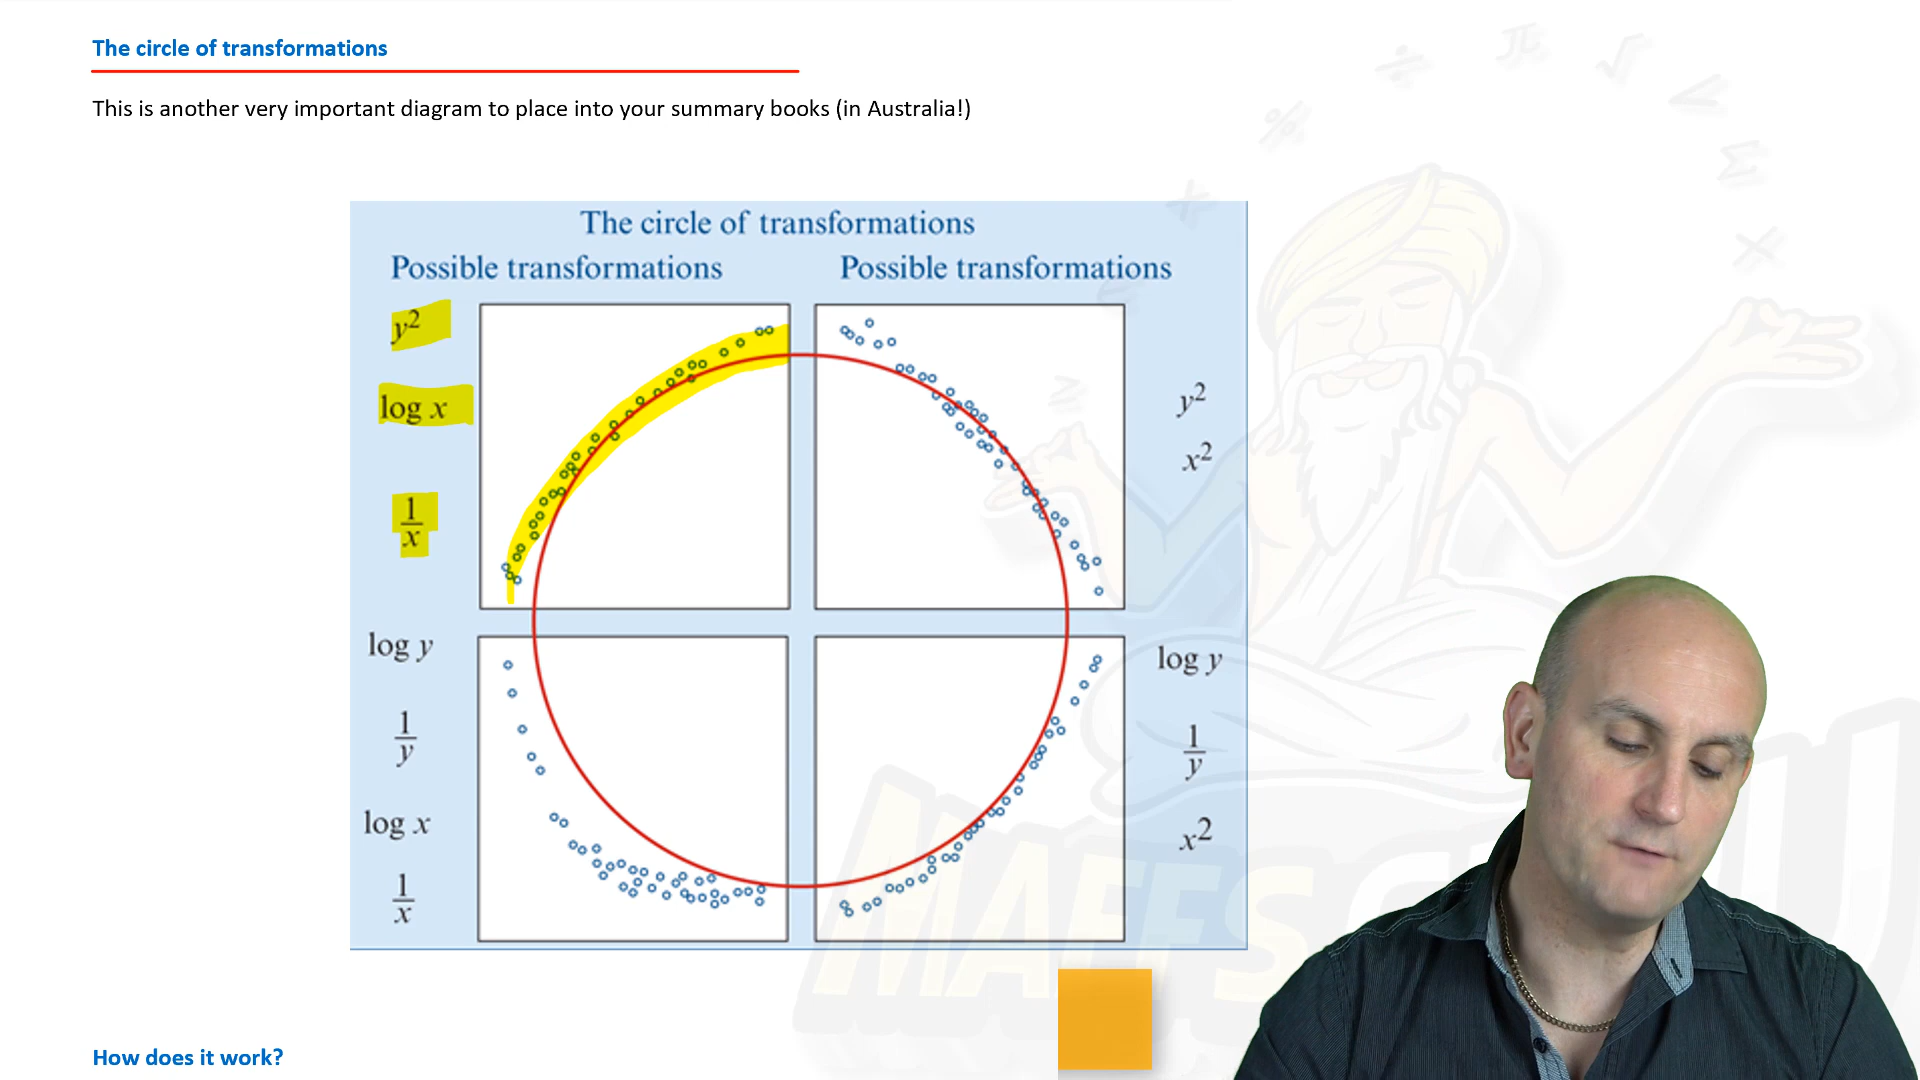 The circle of transformations
This is another very important diagram to place into your summary books (in Australia!)
The circle of transformations
Possible transformations
Possible transformations
y²
log x
1/x
y²
x²
log y
1/y
log x
1/x
log y
1/y
x²
MAFFS
How does it work?